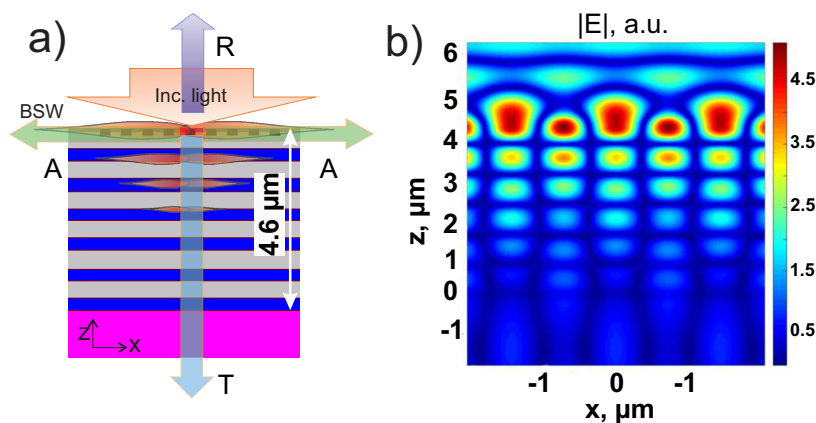 a)
R
Inc. light
BSW
A
A
4.6 µm
z
x
T
b)
|E|, a.u.
6
5
4
3
2
1
0
-1
z, µm
-1
0
-1
x, µm
4.5
3.5
2.5
1.5
0.5